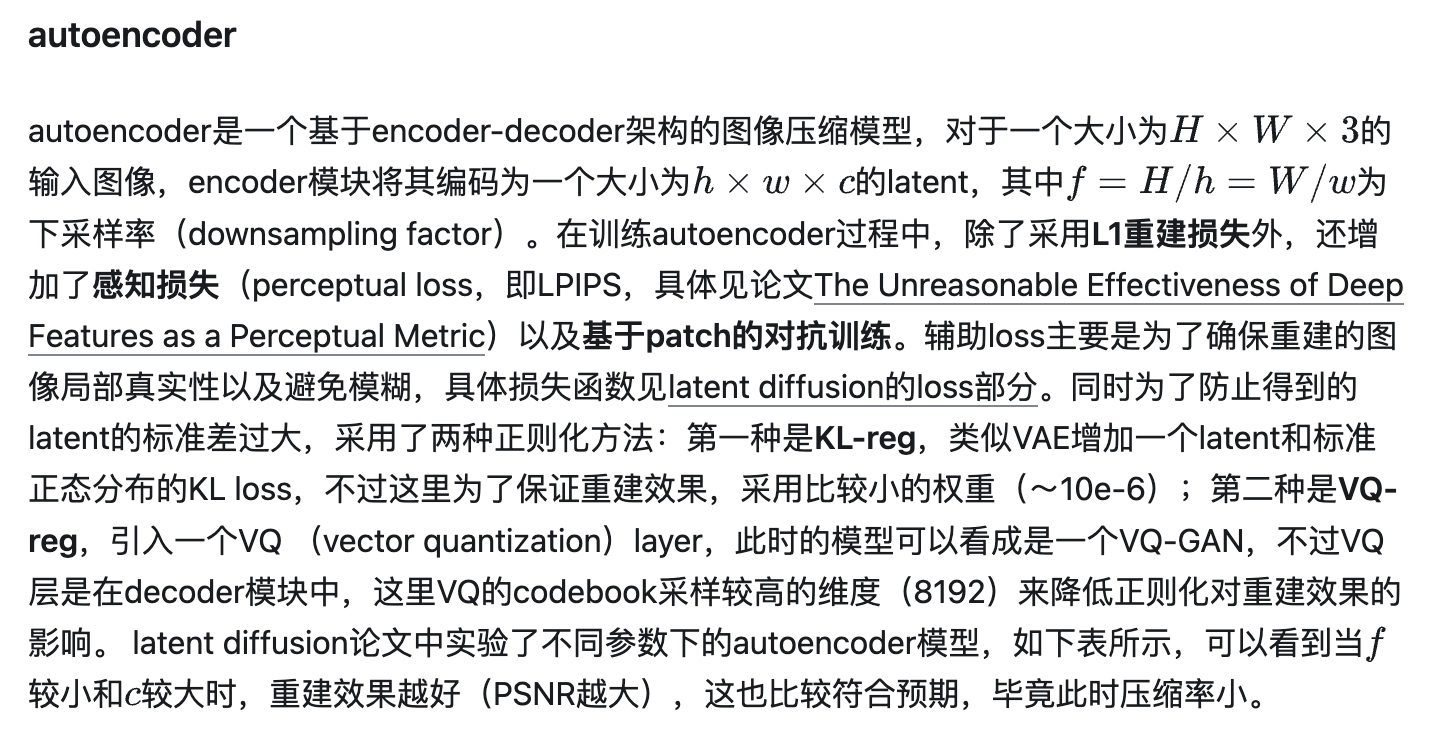 autoencoder
autoencoder是一个基于encoder-decoder架构的图像压缩模型，对于一个大小为H × W × 3的
输入图像，encoder模块将其编码为一个大小为h × w × c的latent，其中f = H/h = W/w为
下采样率（downsampling factor）。在训练autoencoder过程中，除了采用L1重建损失外，还增
加了感知损失（perceptual loss，即LPIPS，具体见论文The Unreasonable Effectiveness of Deep
Features as a Perceptual Metric）以及基于patch的对抗训练。辅助loss主要是为了确保重建的图
像局部真实性以及避免模糊，具体损失函数见latent diffusion的loss部分。同时为了防止得到的
latent的标准差过大，采用了两种正则化方法：第一种是KL-reg，类似VAE增加一个latent和标准
正态分布的KL loss，不过这里为了保证重建效果，采用比较小的权重（～10e-6）；第二种是VQ-
reg，引入一个VQ （vector quantization）layer，此时的模型可以看成是一个VQ-GAN，不过VQ
层是在decoder模块中，这里VQ的codebook采样较高的维度（8192）来降低正则化对重建效果的
影响。 latent diffusion论文中实验了不同参数下的autoencoder模型，如下表所示，可以看到当f
较小和c较大时，重建效果越好（PSNR越大），这也比较符合预期，毕竟此时压缩率小。